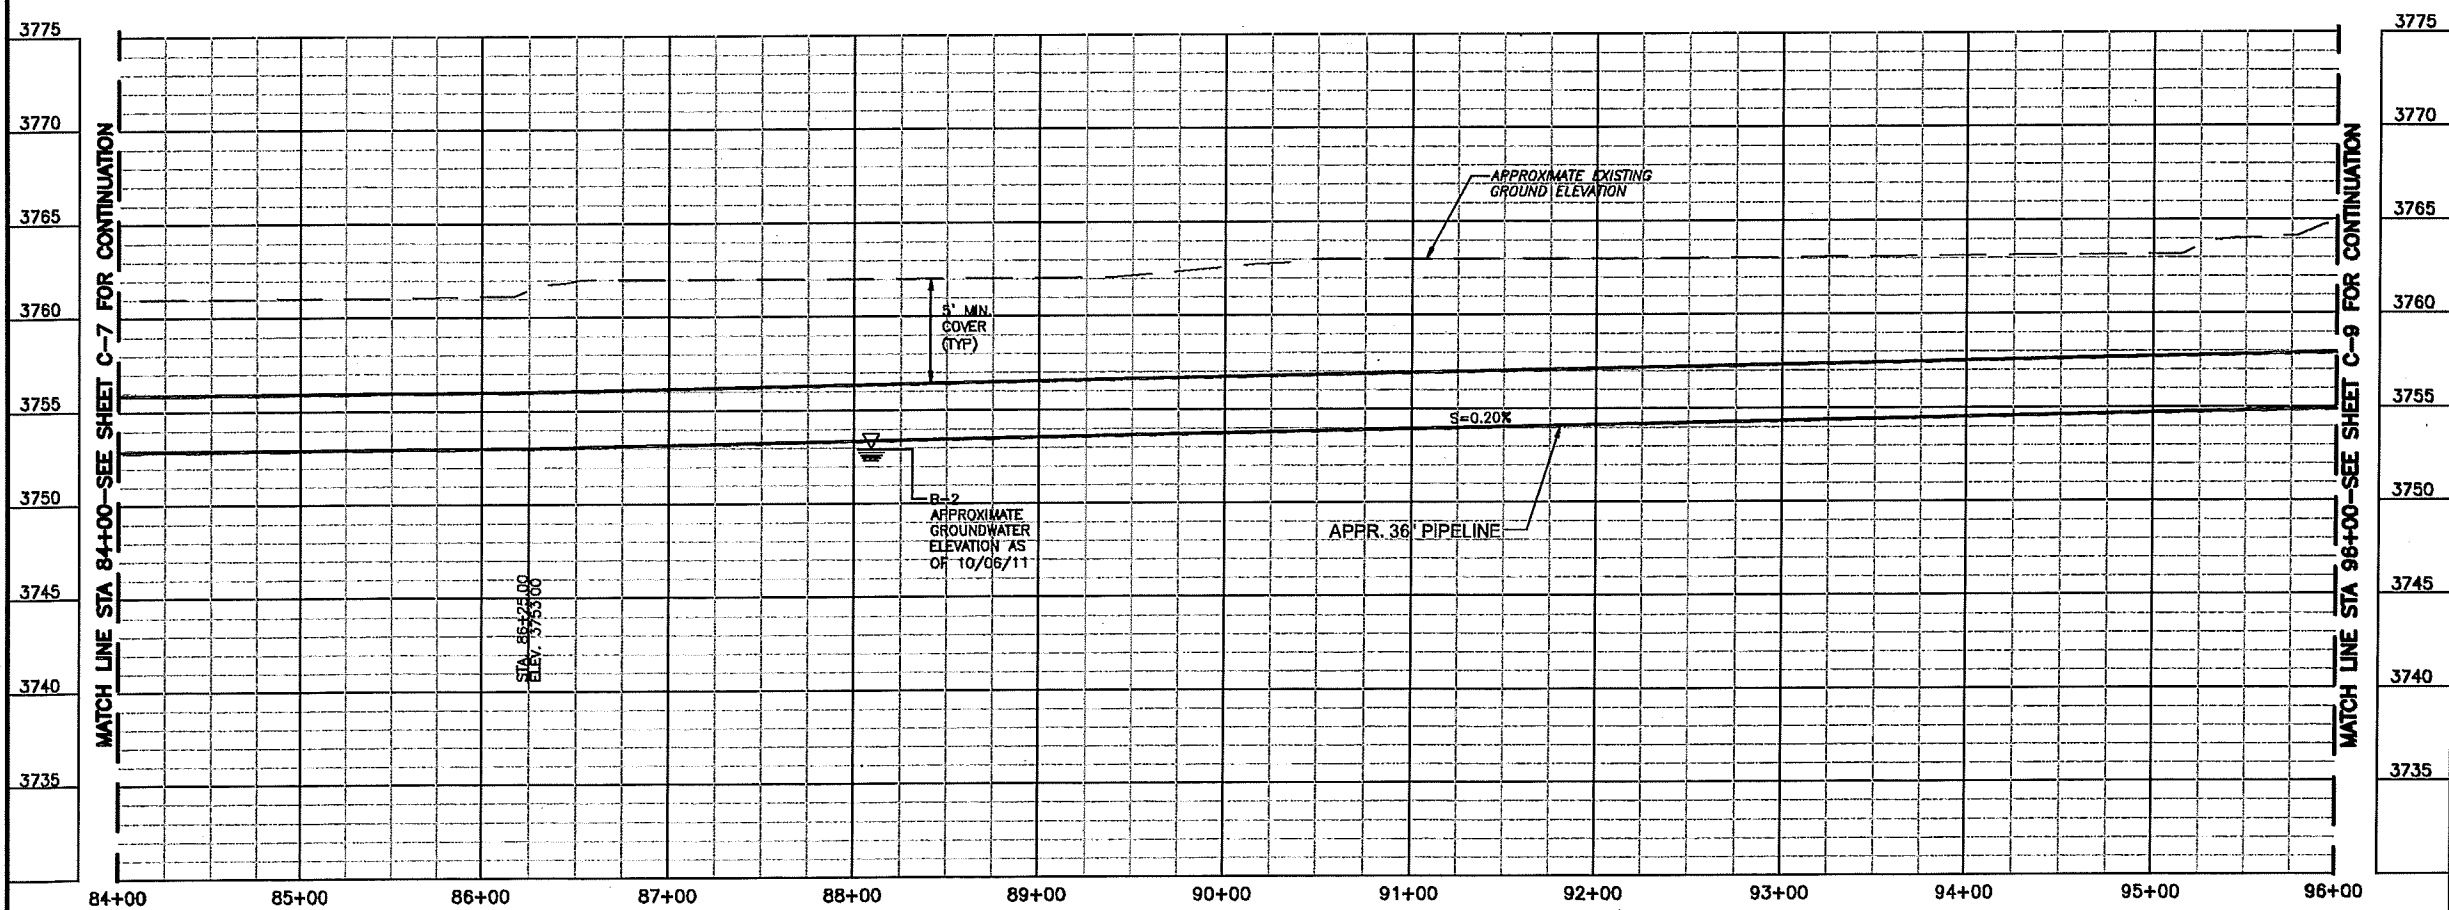 3775
3775
3770
3770
3765
3765
3760
3760
3755
3755
3750
3750
3745
3745
3740
3740
3735
3735
MATCH LINE STA 84+00-SEE SHEET C-7 FOR CONTINUATION
APPROXIMATE EXISTING
GROUND ELEVATION
5' MIN.
COVER
(TYP)
S=0.20%
B-2
APPROXIMATE
GROUNDWATER
ELEVATION AS
OF 10/06/11
APPR. 36" PIPELINE
STA. 86+25.00
ELEV. 3753.00
MATCH LINE STA 96+00-SEE SHEET C-9 FOR CONTINUATION
84+00
85+00
86+00
87+00
88+00
89+00
90+00
91+00
92+00
93+00
94+00
95+00
96+00